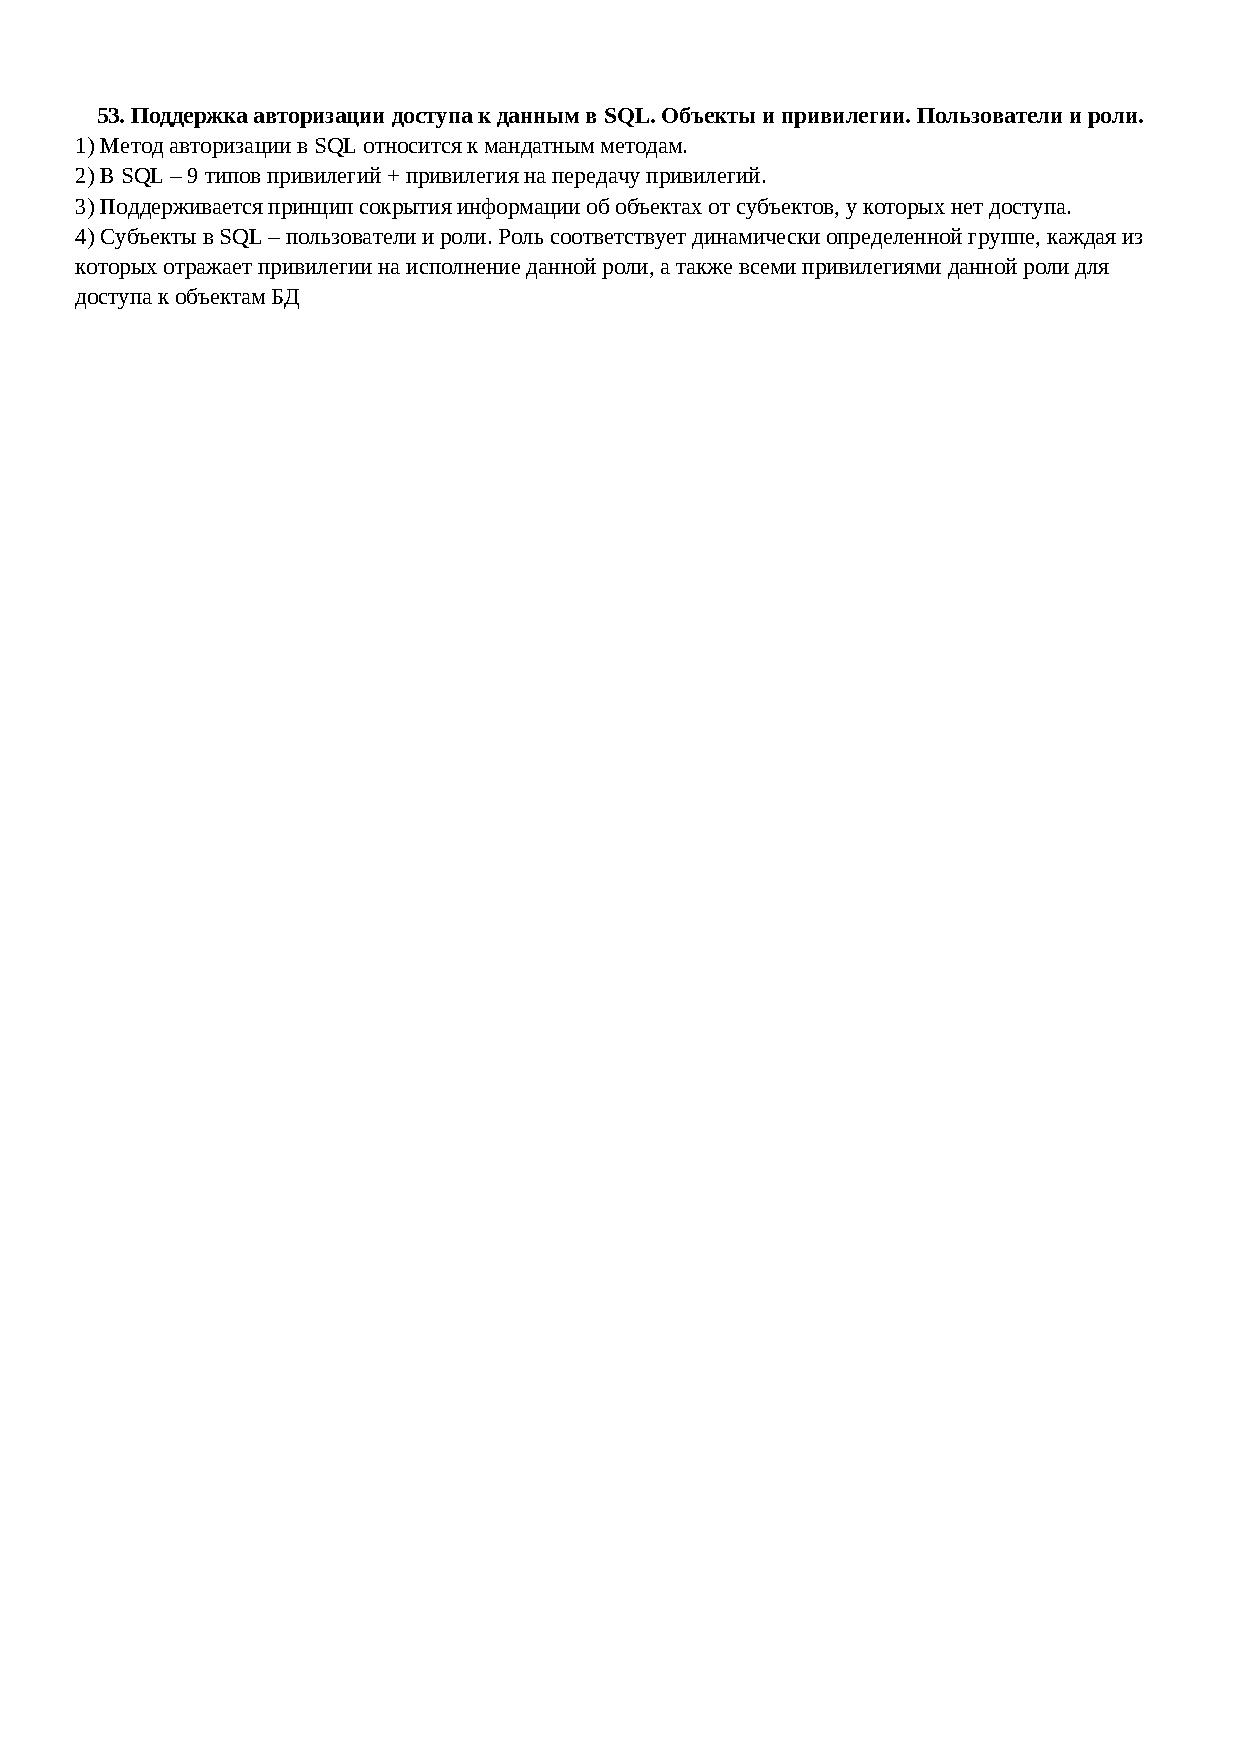 53. Поддержка авторизации доступа к данным в SQL. Объекты и привилегии. Пользователи и роли.
1) Метод авторизации в SQL относится к мандатным методам.
2) В SQL – 9 типов привилегий + привилегия на передачу привилегий.
3) Поддерживается принцип сокрытия информации об объектах от субъектов, у которых нет доступа.
4) Субъекты в SQL – пользователи и роли. Роль соответствует динамически определенной группе, каждая из
которых отражает привилегии на исполнение данной роли, а также всеми привилегиями данной роли для
доступа к объектам БД